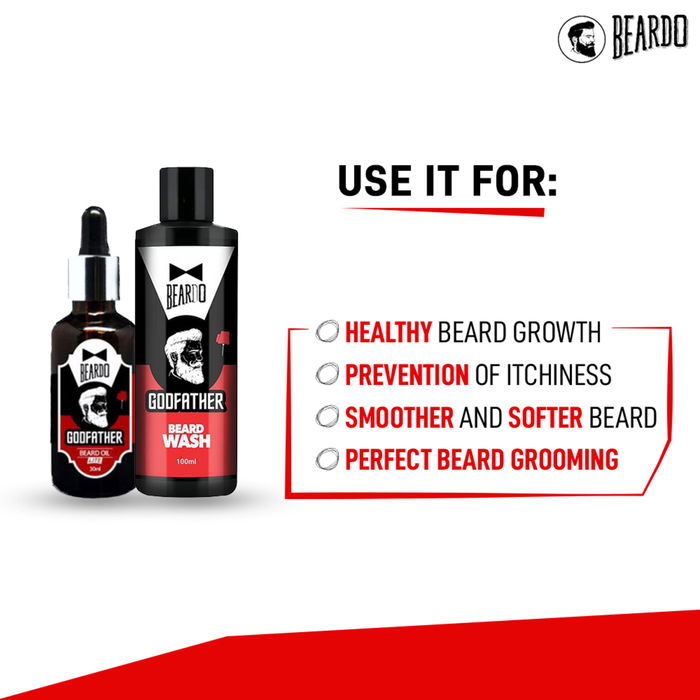 BEARDO
USE IT FOR:
HEALTHY BEARD GROWTH
PREVENTION OF ITCHINESS
SMOOTHER AND SOFTER BEARD
PERFECT BEARD GROOMING
BEARDO
GODFATHER
BEARD OIL
LITE
30ml
BEARDO
GODFATHER
BEARD
WASH
100ml